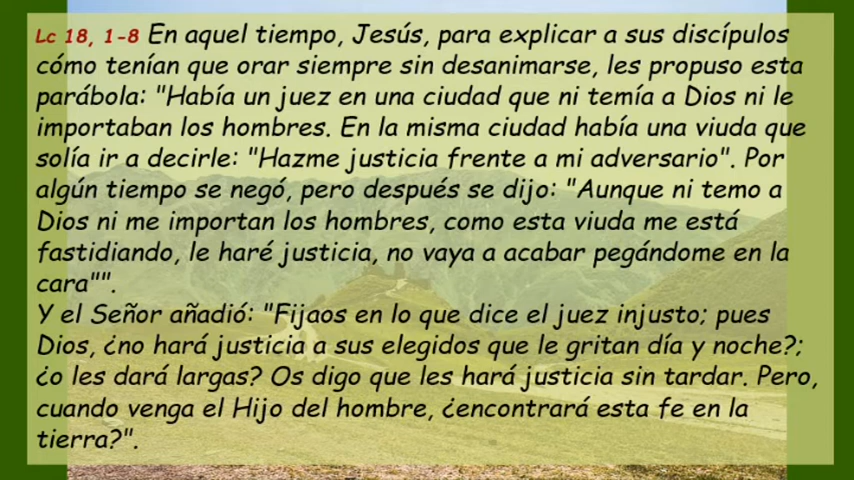 Lc 18, 1-8 En aquel tiempo, Jesús, para explicar a sus discípulos
cómo tenían que orar siempre sin desanimarse, les propuso esta
parábola: "Había un juez en una ciudad que ni temía a Dios ni le
importaban los hombres. En la misma ciudad había una viuda que
solía ir a decirle: "Hazme justicia frente a mi adversario". Por
algún tiempo se negó, pero después se dijo: "Aunque ni temo a
Dios ni me importan los hombres, como esta viuda me está
fastidiando, le haré justicia, no vaya a acabar pegándome en la
cara"".
Y el Señor añadió: "Fijaos en lo que dice el juez injusto; pues
Dios, ¿no hará justicia a sus elegidos que le gritan día y noche?;
¿o les dará largas? Os digo que les hará justicia sin tardar. Pero,
cuando venga el Hijo del hombre, ¿encontrará esta fe en la
tierra?".